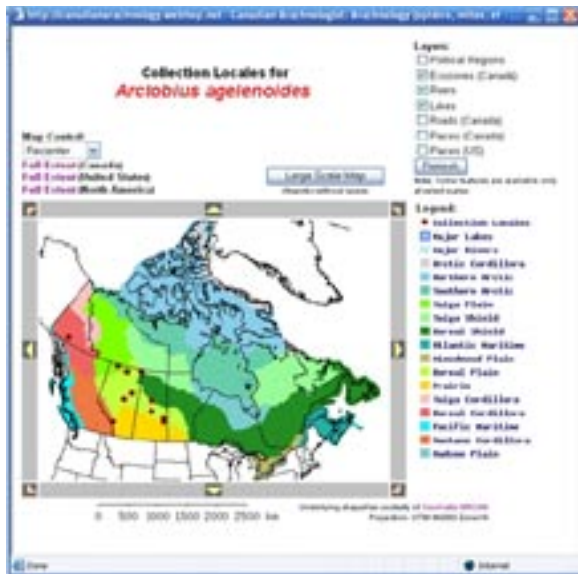 Collection Locales for
Arctobius agelenoides
Layers:
Political Regions
Ecozones (Canada)
Rivers
Lakes
Roads (Canada)
Places (Canada)
Places (US)
Refresh
Map Control:
Recenter
Full Extent (Canada)
Full Extent (United States)
Full Extent (North America)
Large Scale Map
Legend:
Collection Locales
Major Lakes
Major Rivers
Arctic Cordillera
Northern Arctic
Southern Arctic
Taiga Plain
Taiga Shield
Boreal Shield
Atlantic Maritime
Mixedwood Plain
Boreal Plain
Prairie
Taiga Cordillera
Boreal Cordillera
Pacific Maritime
Montane Cordillera
Hudson Plain
0 500 1000 1500 2000 2500 km
Done
Internet